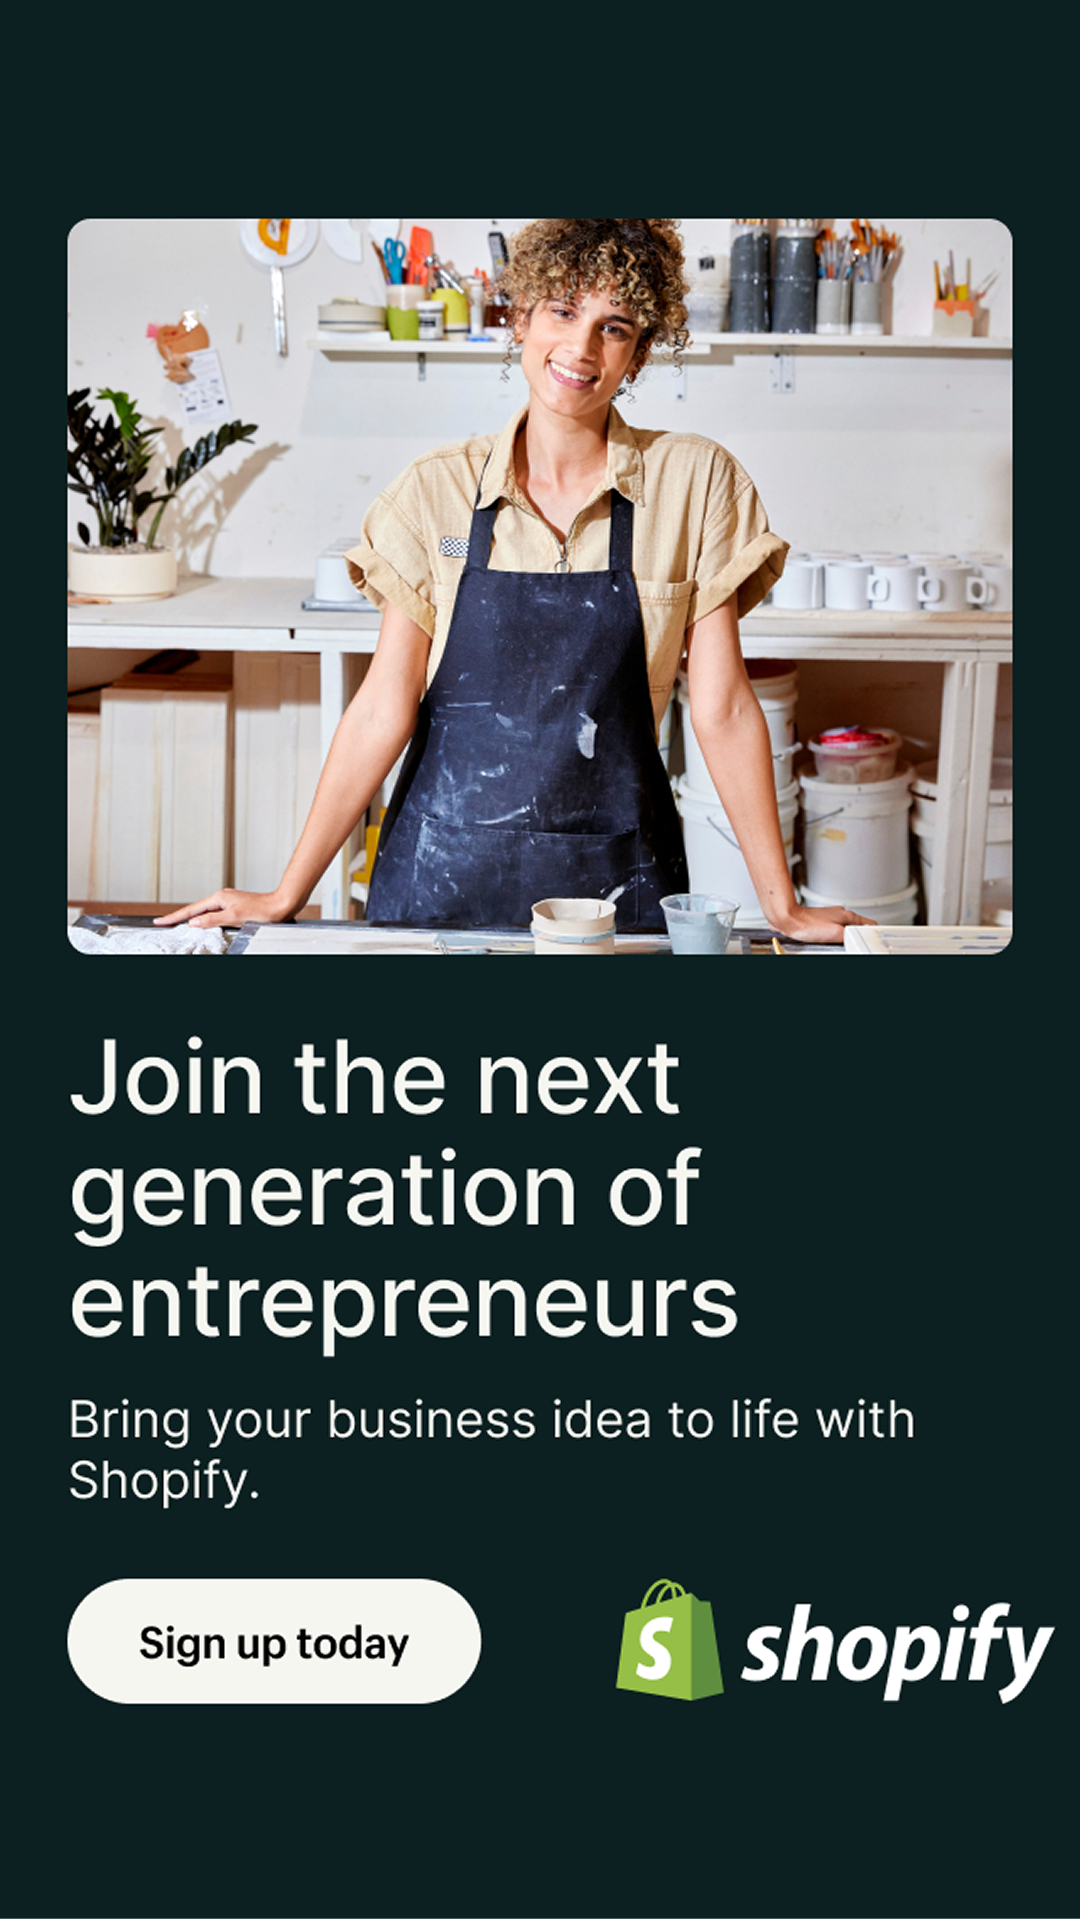 Join the next
generation of
entrepreneurs
Bring your business idea to life with
Shopify.
Sign up today
S shopify